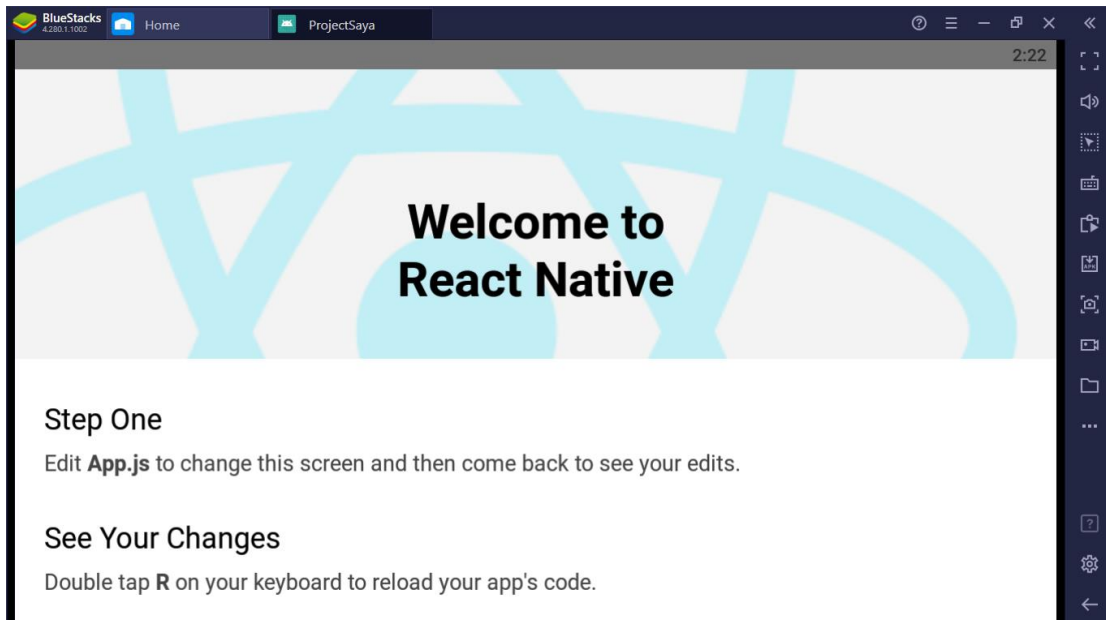 BlueStacks
4.280.1.1002
Home
ProjectSaya
2:22
Welcome to
React Native
Step One
Edit App.js to change this screen and then come back to see your edits.
See Your Changes
Double tap R on your keyboard to reload your app's code.
APK